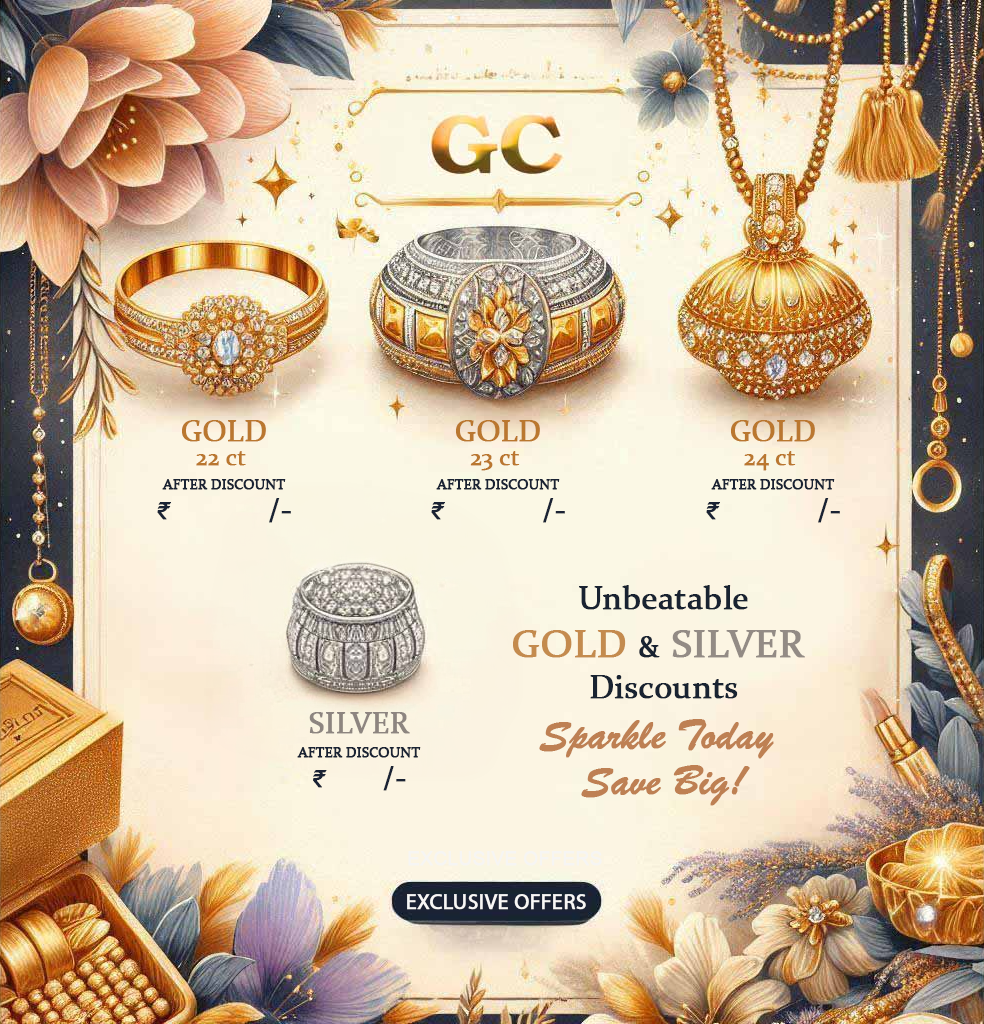 GC
GOLD
22 ct
AFTER DISCOUNT
₹ /-
GOLD
23 ct
AFTER DISCOUNT
₹ /-
GOLD
24 ct
AFTER DISCOUNT
₹ /-
SILVER
AFTER DISCOUNT
₹ /-
Unbeatable
GOLD & SILVER
Discounts
Sparkle Today
Save Big!
EXCLUSIVE OFFERS